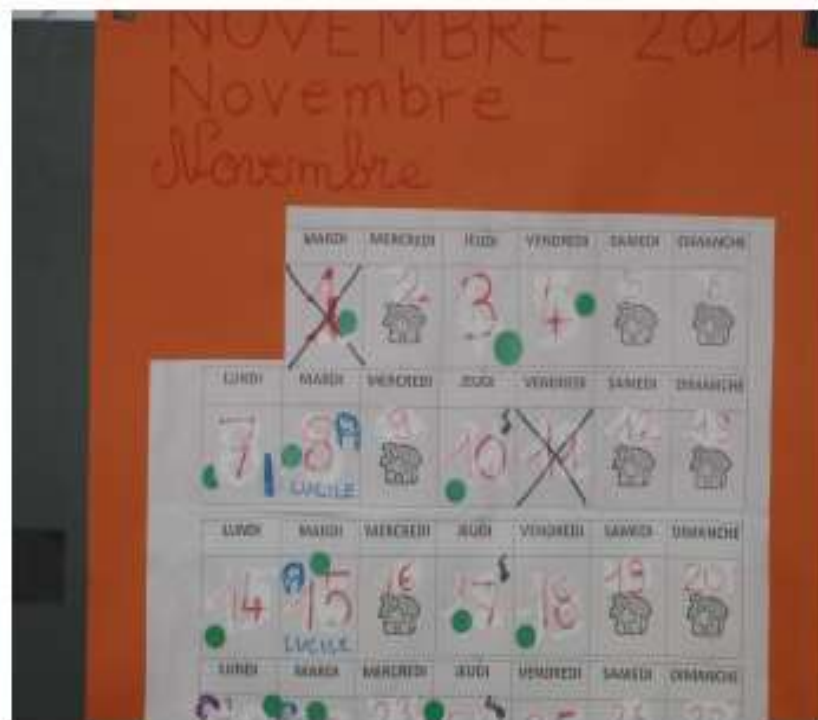 NOVEMBRE 2011
Novembre
Novembre
MARDI MERCREDI JEUDI VENDREDI SAMEDI DIMANCHE
1 2 3 4 5 6
LUNDI MARDI MERCREDI JEUDI VENDREDI SAMEDI DIMANCHE
7 8 A 9 10 11 12 13
LUCILE
LUNDI MARDI MERCREDI JEUDI VENDREDI SAMEDI DIMANCHE
14 A 15 16 17 18 19 20
LUCILE
LUNDI MARDI MERCREDI JEUDI VENDREDI SAMEDI DIMANCHE
23